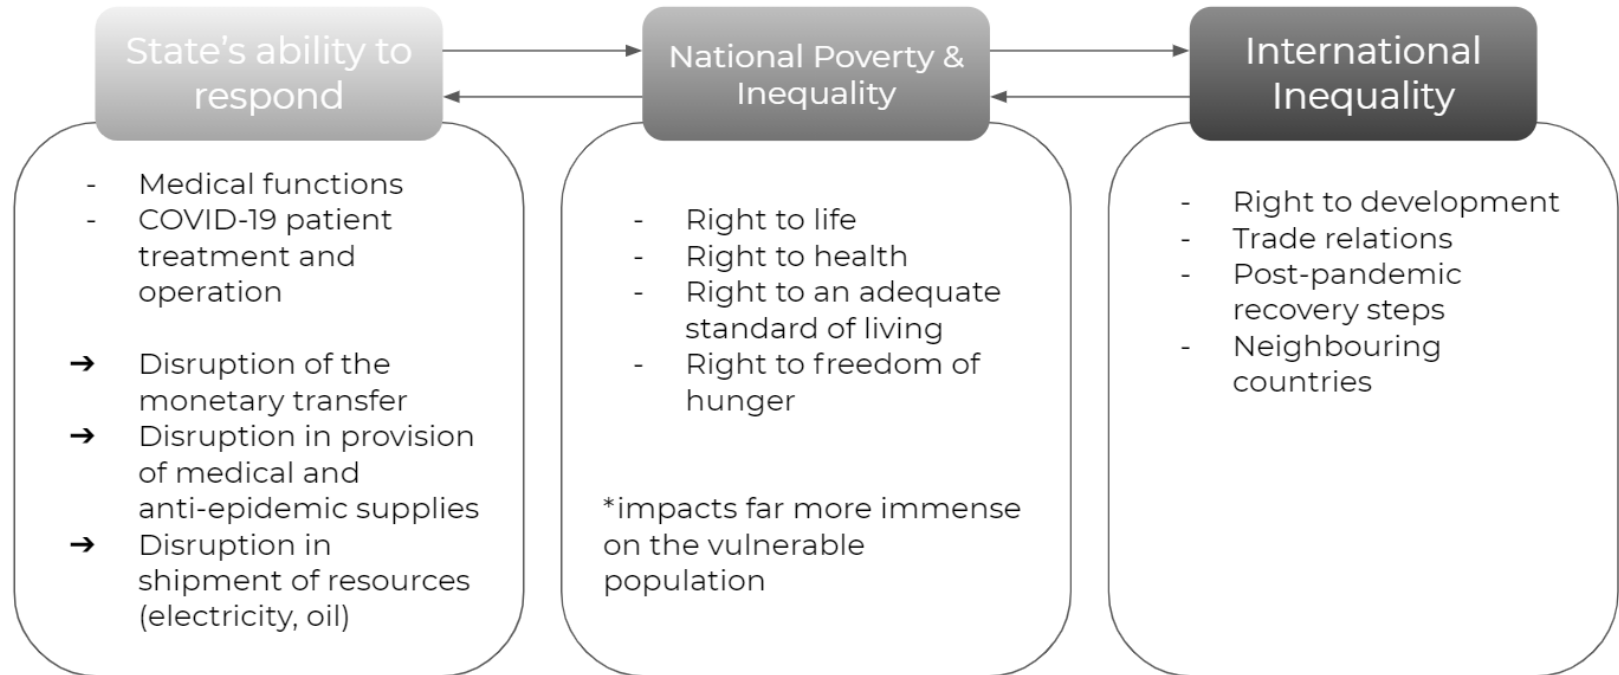 State's ability to
respond
- Medical functions
- COVID-19 patient
treatment and
operation
➔ Disruption of the
monetary transfer
➔ Disruption in provision
of medical and
anti-epidemic supplies
➔ Disruption in
shipment of resources
(electricity, oil)
National Poverty &
Inequality
- Right to life
- Right to health
- Right to an adequate
standard of living
- Right to freedom of
hunger
*impacts far more immense
on the vulnerable
population
International
Inequality
- Right to development
- Trade relations
- Post-pandemic
recovery steps
- Neighbouring
countries